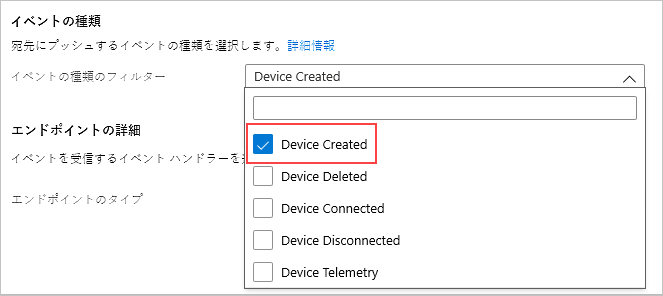 イベントの種類
宛先にプッシュするイベントの種類を選択します。詳細情報
イベントの種類のフィルター
Device Created
Device Created
エンドポイントの詳細
イベントを受信するイベント ハンドラーを
Device Deleted
エンドポイントのタイプ
Device Connected
Device Disconnected
Device Telemetry